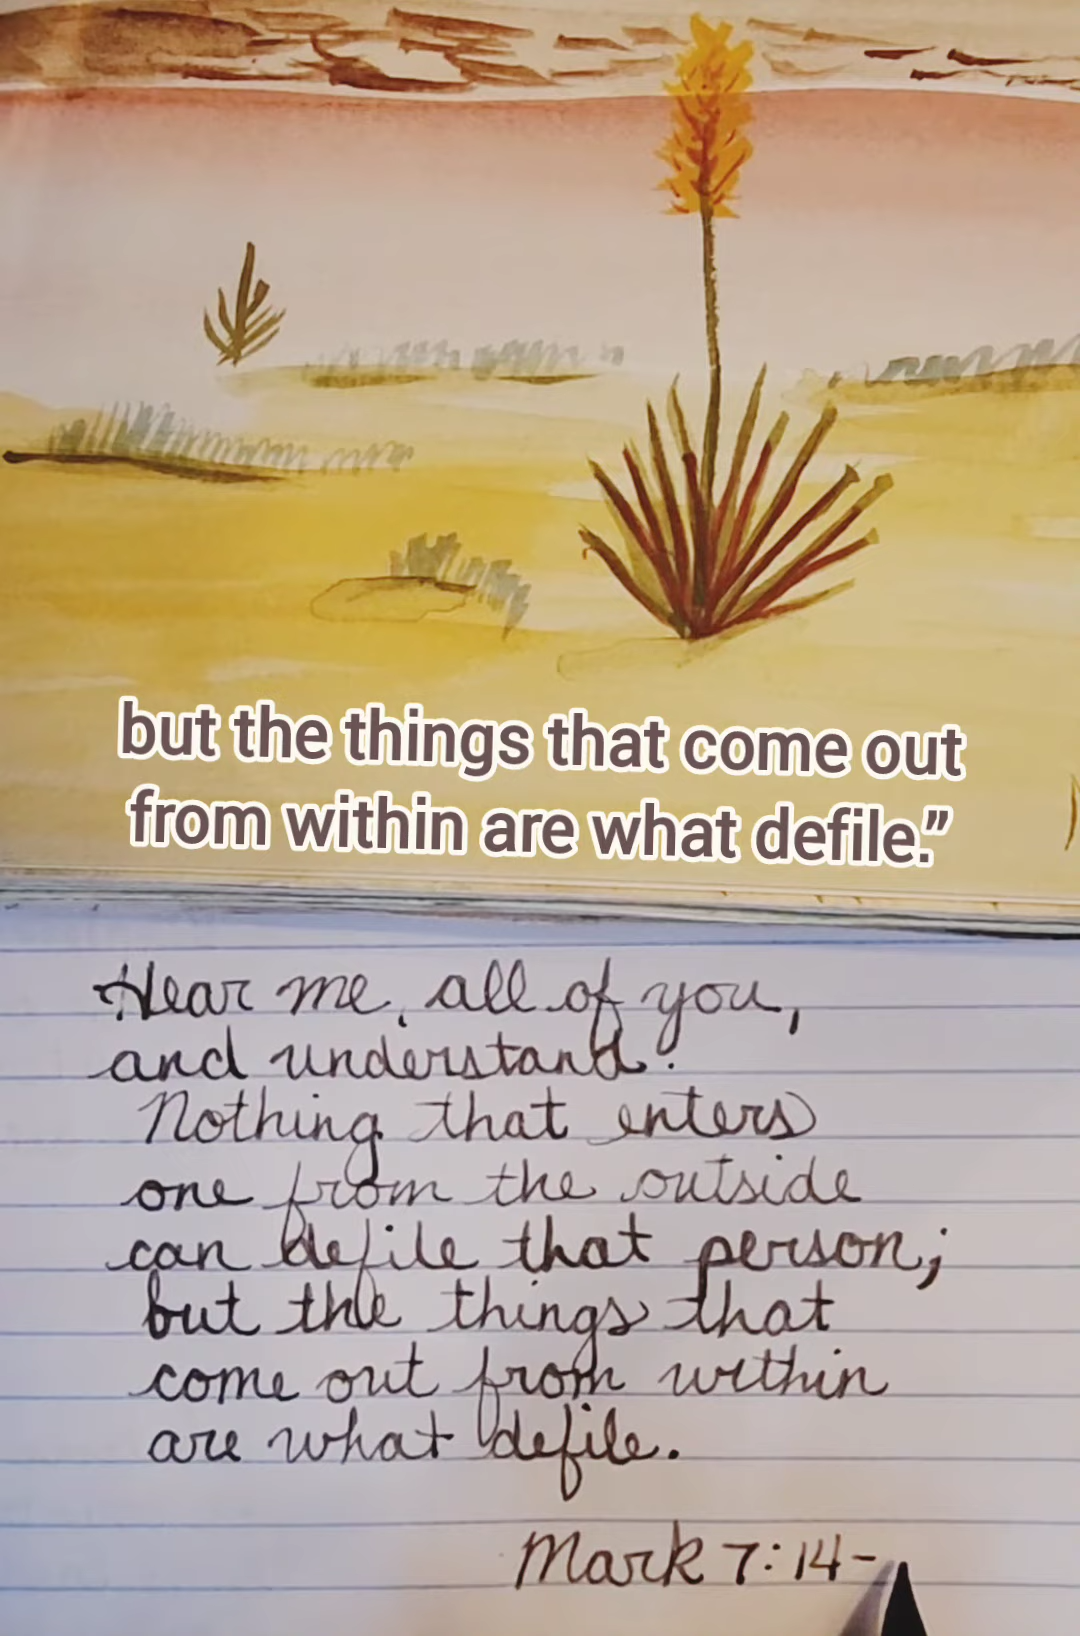 but the things that come out
from within are what defile.”
Hear me, all of you,
and understand.
Nothing that enters
one from the outside
can defile that person;
but the things that
come out from within
are what defile.
Mark 7:14-